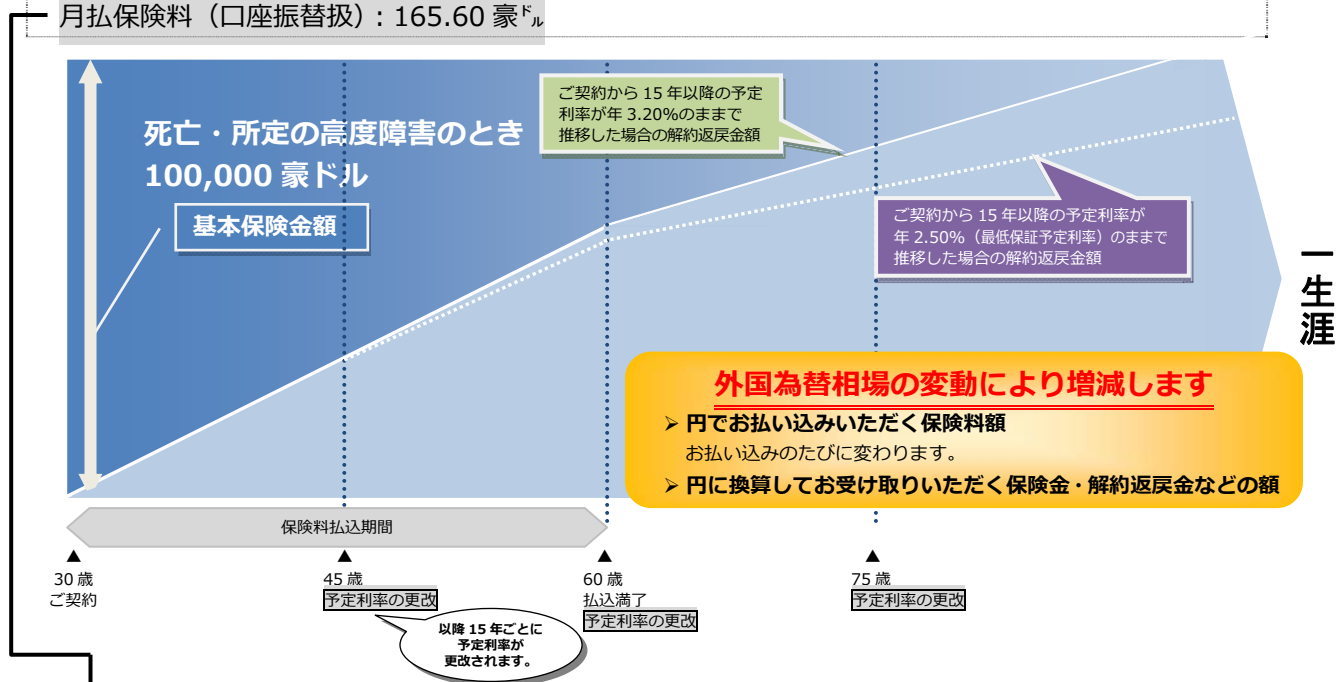 月払保険料（口座振替扱）: 165.60 豪㌦
死亡・所定の高度障害のとき
100,000 豪ドル
基本保険金額
ご契約から 15 年以降の予定
利率が年 3.20%のままで
推移した場合の解約返戻金額
ご契約から 15 年以降の予定利率が
年 2.50%（最低保証予定利率）のままで
推移した場合の解約返戻金額
一生涯
外国為替相場の変動により増減します
➢ 円でお払い込みいただく保険料額
お払い込みのたびに変わります。
➢ 円に換算してお受け取りいただく保険金・解約返戻金などの額
保険料払込期間
▲ ▲ ▲ ▲
30 歳 45 歳 60 歳 75 歳
ご契約 予定利率の更改 払込満了 予定利率の更改
予定利率の更改
以降 15 年ごとに
予定利率が
更改されます。